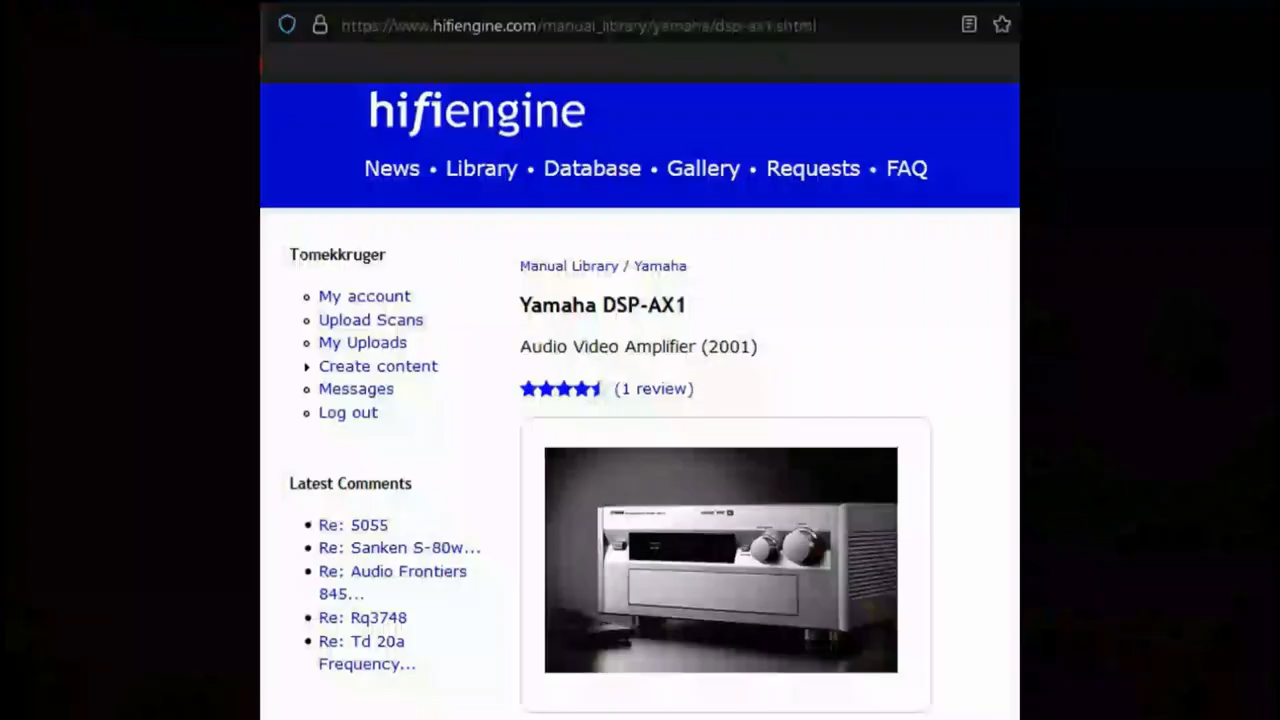 https://www.hifiengine.com/manual_library/yamaha/dsp-ax1.shtml
hifiengine
News • Library • Database • Gallery • Requests • FAQ
Tomekkruger
My account
Upload Scans
My Uploads
Create content
Messages
Log out
Latest Comments
Re: 5055
Re: Sanken S-80w...
Re: Audio Frontiers
845...
Re: Rq3748
Re: Td 20a
Frequency...
Manual Library / Yamaha
Yamaha DSP-AX1
Audio Video Amplifier (2001)
(1 review)